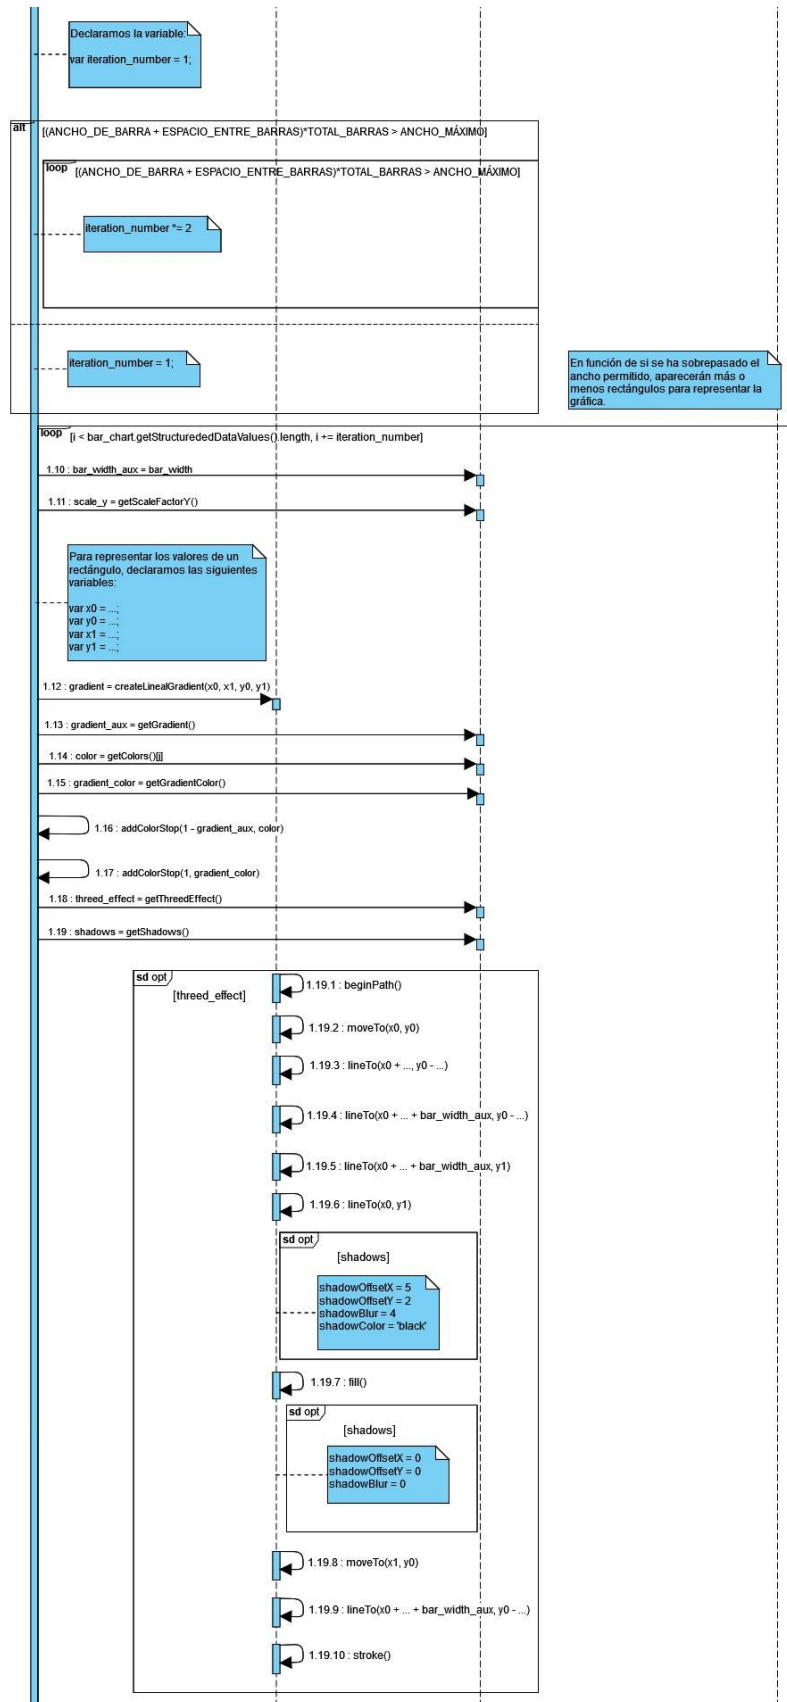 Declaramos la variable:
var iteration_number = 1;
alt
[(ANCHO_DE_BARRA + ESPACIO_ENTRE_BARRAS)*TOTAL_BARRAS > ANCHO_MÁXIMO]
loop
[(ANCHO_DE_BARRA + ESPACIO_ENTRE_BARRAS)*TOTAL_BARRAS > ANCHO_MÁXIMO]
iteration_number *= 2
iteration_number = 1;
En función de si se ha sobrepasado el
ancho permitido, aparecerán más o
menos rectángulos para representar la
gráfica.
loop
[i < bar_chart.getStructurededDataValues().length, i += iteration_number]
1.10 : bar_width_aux = bar_width
1.11 : scale_y = getScaleFactorY()
Para representar los valores de un
rectángulo, declaramos las siguientes
variables:
var x0 = ...;
var y0 = ...;
var x1 = ...;
var y1 = ...;
1.12 : gradient = createLinealGradient(x0, x1, y0, y1)
1.13 : gradient_aux = getGradient()
1.14 : color = getColors()[j]
1.15 : gradient_color = getGradientColor()
1.16 : addColorStop(1 - gradient_aux, color)
1.17 : addColorStop(1, gradient_color)
1.18 : threed_effect = getThreedEffect()
1.19 : shadows = getShadows()
sd opt
[threed_effect]
1.19.1 : beginPath()
1.19.2 : moveTo(x0, y0)
1.19.3 : lineTo(x0 + ..., y0 - ...)
1.19.4 : lineTo(x0 + ... + bar_width_aux, y0 - ...)
1.19.5 : lineTo(x0 + ... + bar_width_aux, y1)
1.19.6 : lineTo(x0, y1)
sd opt
[shadows]
shadowOffsetX = 5
shadowOffsetY = 2
shadowBlur = 4
shadowColor = 'black'
1.19.7 : fill()
sd opt
[shadows]
shadowOffsetX = 0
shadowOffsetY = 0
shadowBlur = 0
1.19.8 : moveTo(x1, y0)
1.19.9 : lineTo(x0 + ... + bar_width_aux, y0 - ...)
1.19.10 : stroke()